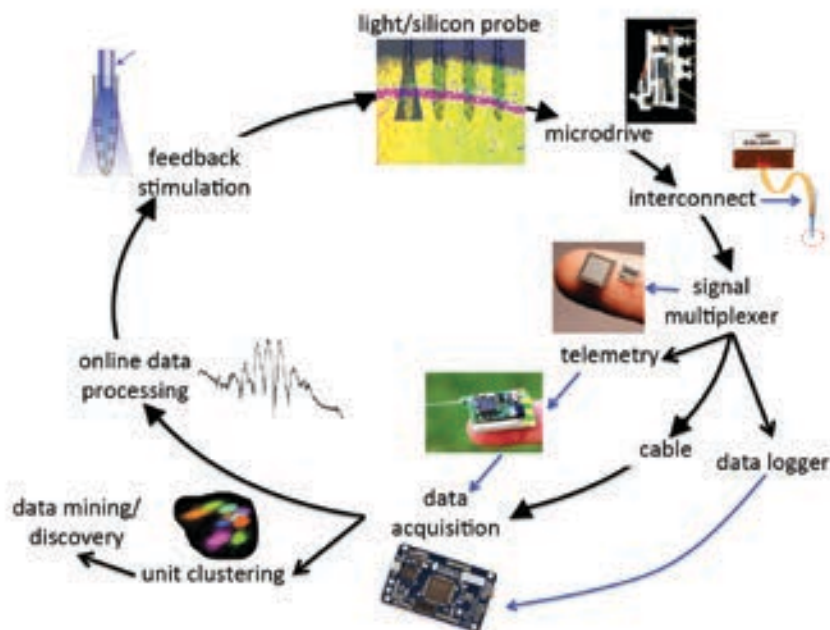 light/silicon probe
microdrive
interconnect
signal
multiplexer
telemetry
cable
data logger
data
acquisition
unit clustering
data mining/
discovery
online data
processing
feedback
stimulation